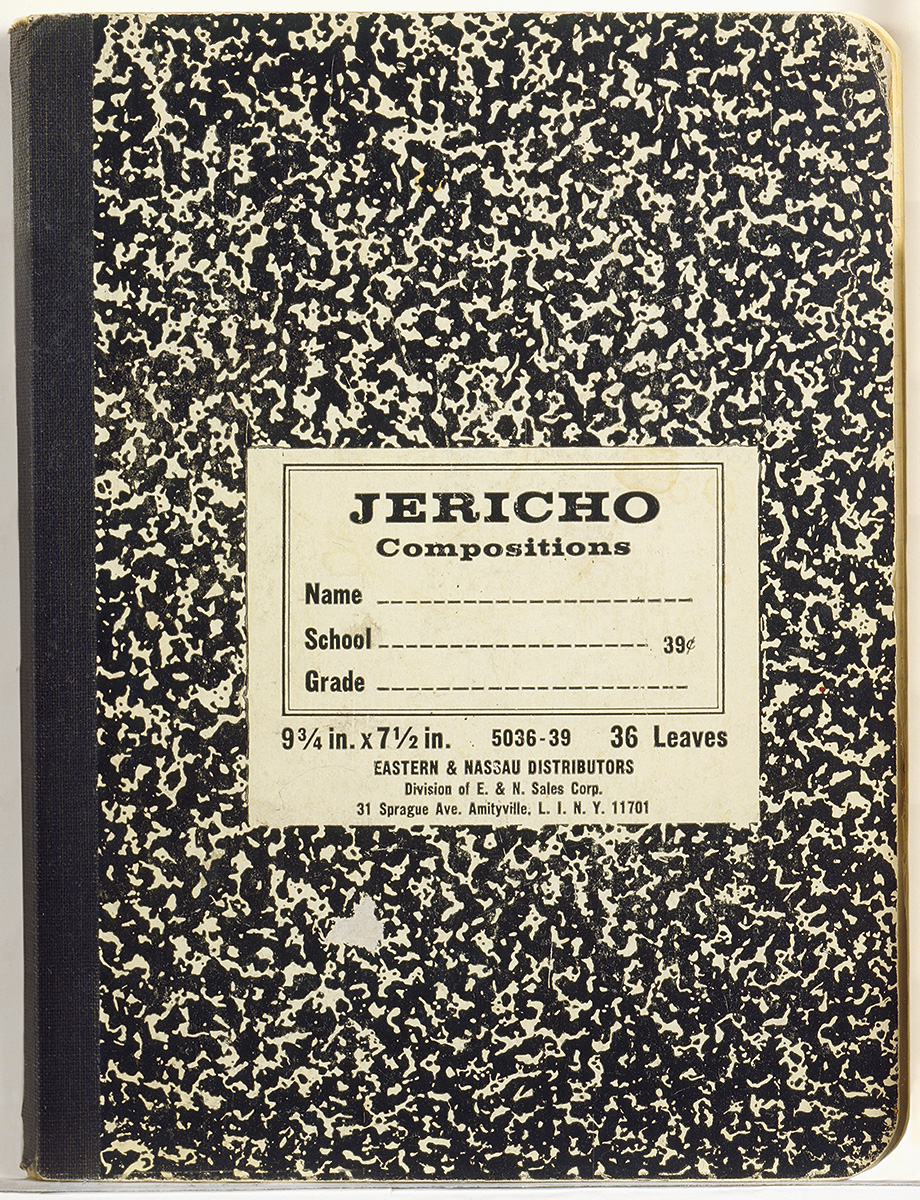 JERICHO
Compositions
Name
School 39¢
Grade
9¾ in. x 7½ in. 5036-39 36 Leaves
EASTERN & NASSAU DISTRIBUTORS
Division of E. & N. Sales Corp.
31 Sprague Ave. Amityville, L. I. N. Y. 11701